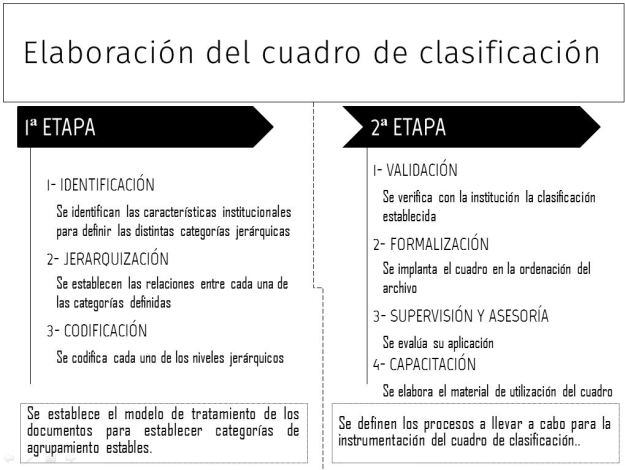 Elaboración del cuadro de clasificación
1ª ETAPA
1- IDENTIFICACIÓN
Se identifican las características institucionales
para definir las distintas categorías jerárquicas
2- JERARQUIZACIÓN
Se establecen las relaciones entre cada una de
las categorías definidas
3- CODIFICACIÓN
Se codifica cada uno de los niveles jerárquicos
Se establece el modelo de tratamiento de los
documentos para establecer categorías de
agrupamiento estables.
2ª ETAPA
1- VALIDACIÓN
Se verifica con la institución la clasificación
establecida
2- FORMALIZACIÓN
Se implanta el cuadro en la ordenación del
archivo
3- SUPERVISIÓN Y ASESORÍA
Se evalúa su aplicación
4- CAPACITACIÓN
Se elabora el material de utilización del cuadro
Se definen los procesos a llevar a cabo para la
instrumentación del cuadro de clasificación..